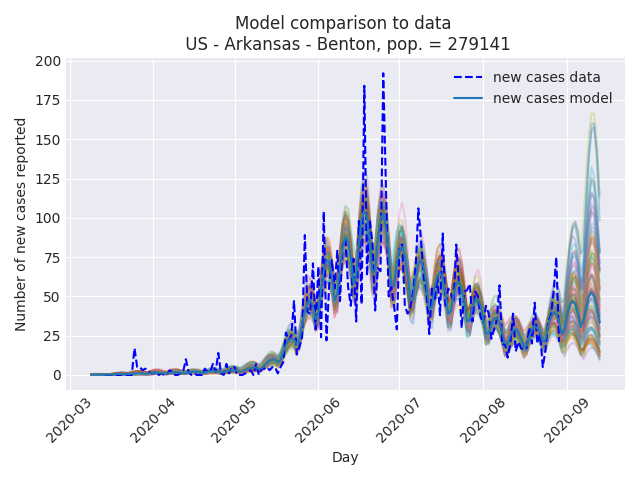 Model comparison to data
US - Arkansas - Benton, pop. = 279141
new cases data
new cases model
Number of new cases reported
200
175
150
125
100
75
50
25
0
2020-03
2020-04
2020-05
2020-06
2020-07
2020-08
2020-09
Day